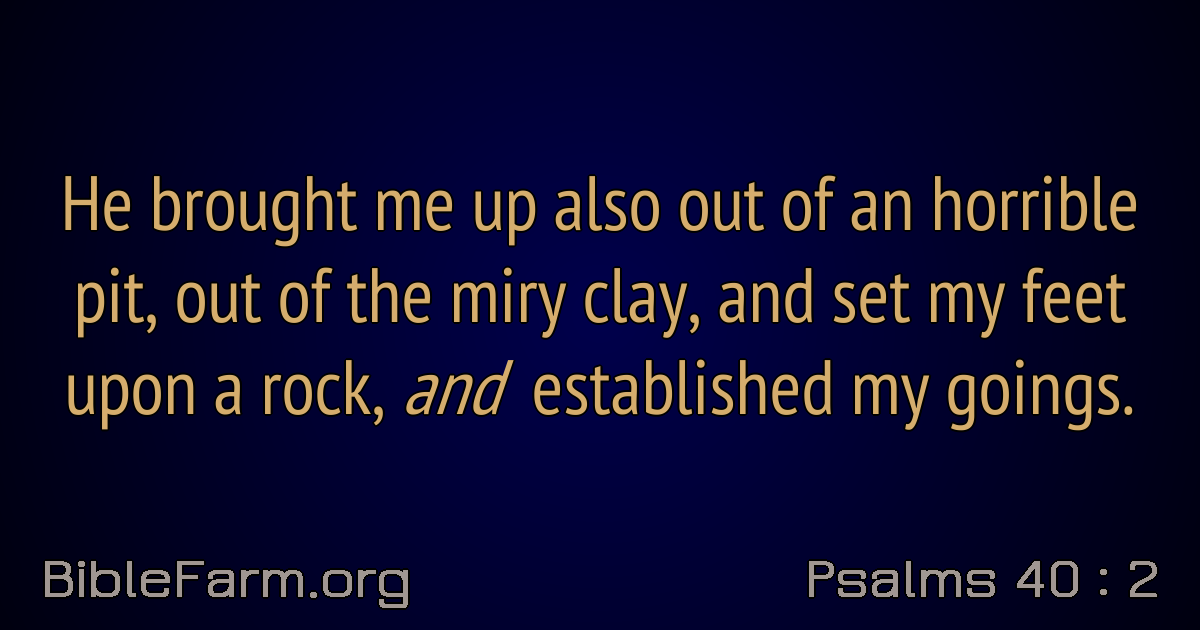 He brought me up also out of an horrible
pit, out of the miry clay, and set my feet
upon a rock, and established my goings.
BibleFarm.org
Psalms 40 : 2